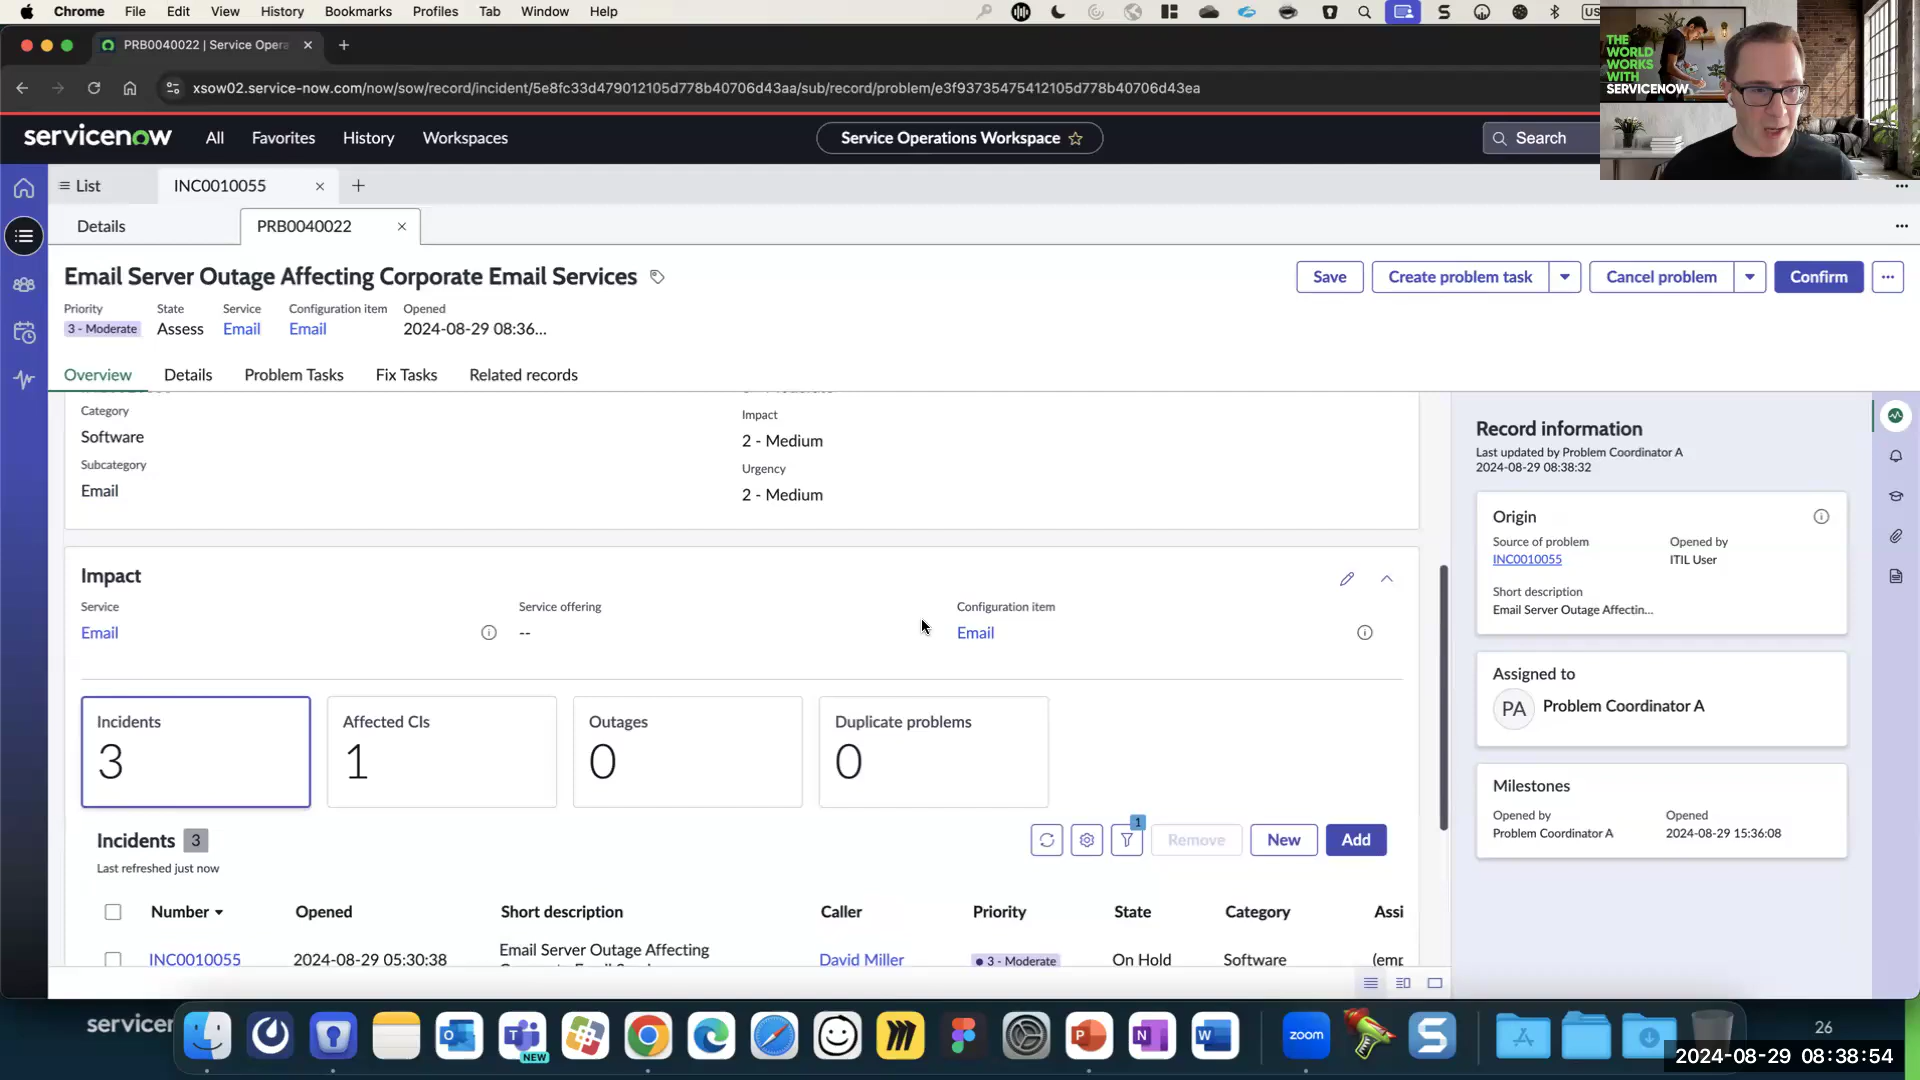 Chrome File Edit View History Bookmarks Profiles Tab Window Help
PRB0040022 | Service Opera
THE WORLD WORKS WITH SERVICENOW
xsow02.service-now.com/now/sow/record/incident/5e8fc33d479012105d778b40706d43aa/sub/record/problem/e3f93735475412105d778b40706d43ea
servicenow All Favorites History Workspaces Service Operations Workspace Search
List INC0010055
Details PRB0040022
Email Server Outage Affecting Corporate Email Services
Save Create problem task Cancel problem Confirm
Priority State Service Configuration item Opened
3 - Moderate Assess Email Email 2024-08-29 08:36...
Overview Details Problem Tasks Fix Tasks Related records
Category
Software
Subcategory
Email
Impact
2 - Medium
Urgency
2 - Medium
Impact
Service Service offering Configuration item
Email -- Email
Incidents Affected CIs Outages Duplicate problems
3 1 0 0
Incidents 3
Last refreshed just now
1
Remove New Add
Number Opened Short description Caller Priority State Category Assi
INC0010055 2024-08-29 05:30:38 Email Server Outage Affecting David Miller 3 - Moderate On Hold Software (emp
Record information
Last updated by Problem Coordinator A
2024-08-29 08:38:32
Origin
Source of problem Opened by
INC0010055 ITIL User
Short description
Email Server Outage Affectin...
Assigned to
PA Problem Coordinator A
Milestones
Opened by Opened
Problem Coordinator A 2024-08-29 15:36:08
servicer
NEW
zoom
26
2024-08-29 08:38:54